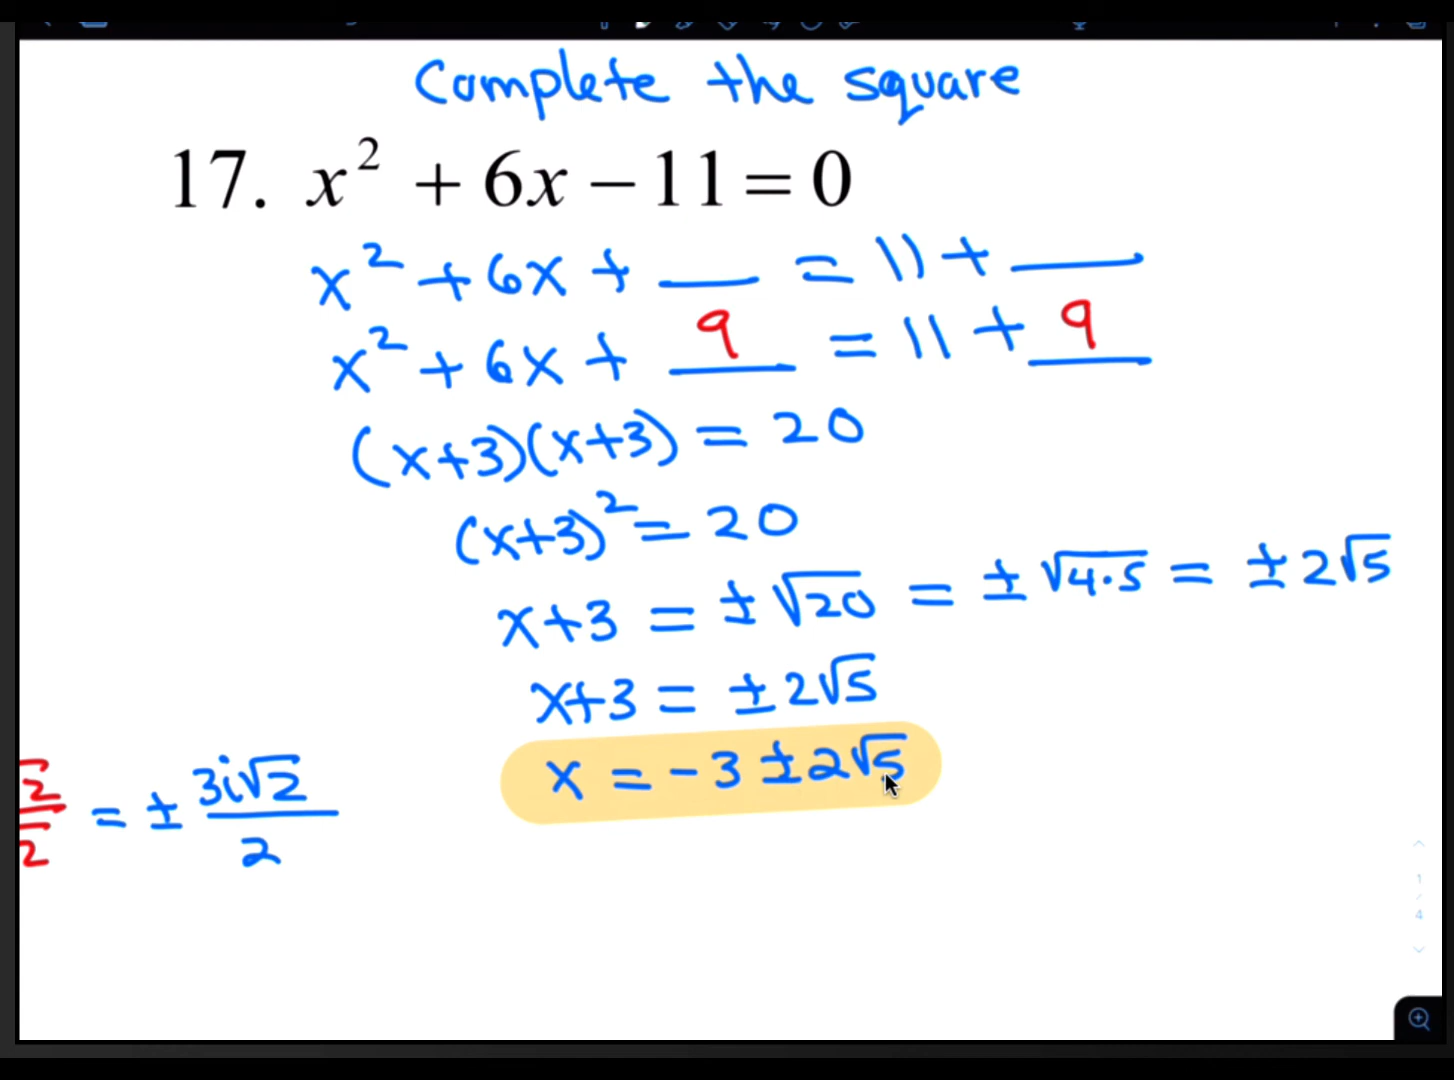 Complete the square
17. x² + 6x − 11 = 0
x² + 6x + ___ = 11 + ___
x² + 6x + 9 = 11 + 9
(x+3)(x+3) = 20
(x+3)² = 20
x+3 = ±√20 = ±√4·5 = ±2√5
x+3 = ±2√5
x = −3 ±2√5
= ± 3i√2 / 2
1
/
4